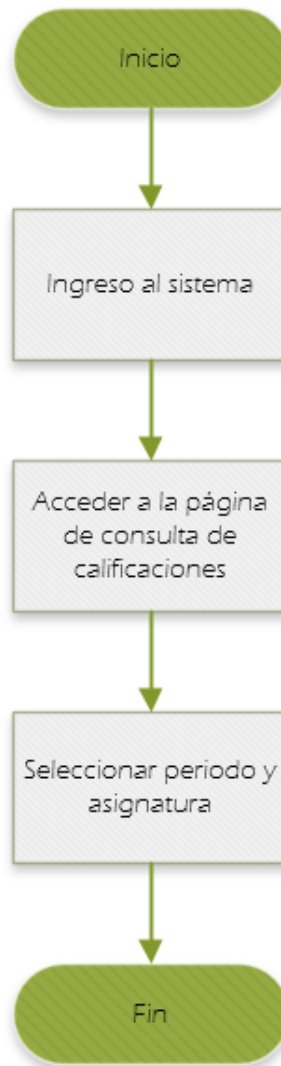 Inicio
Ingreso al sistema
Acceder a la página
de consulta de
calificaciones
Seleccionar periodo y
asignatura
Fin